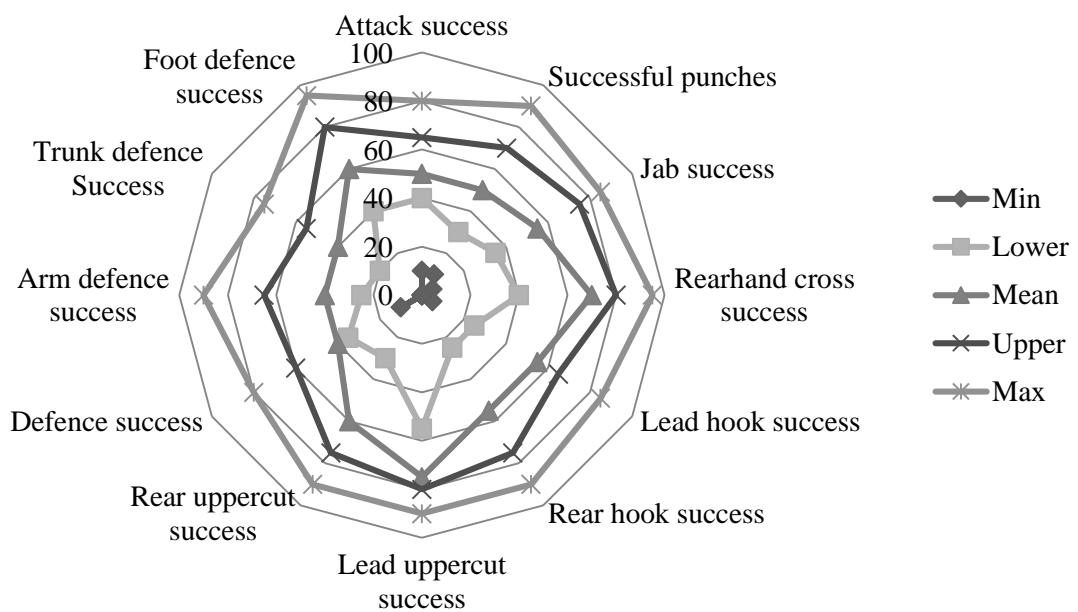 Attack success
Successful punches
Jab success
Rearhand cross
success
Lead hook success
Rear hook success
Lead uppercut
success
Rear uppercut
success
Defence success
Arm defence
success
Trunk defence
Success
Foot defence
success
100
80
60
40
20
0
Min
Lower
Mean
Upper
Max